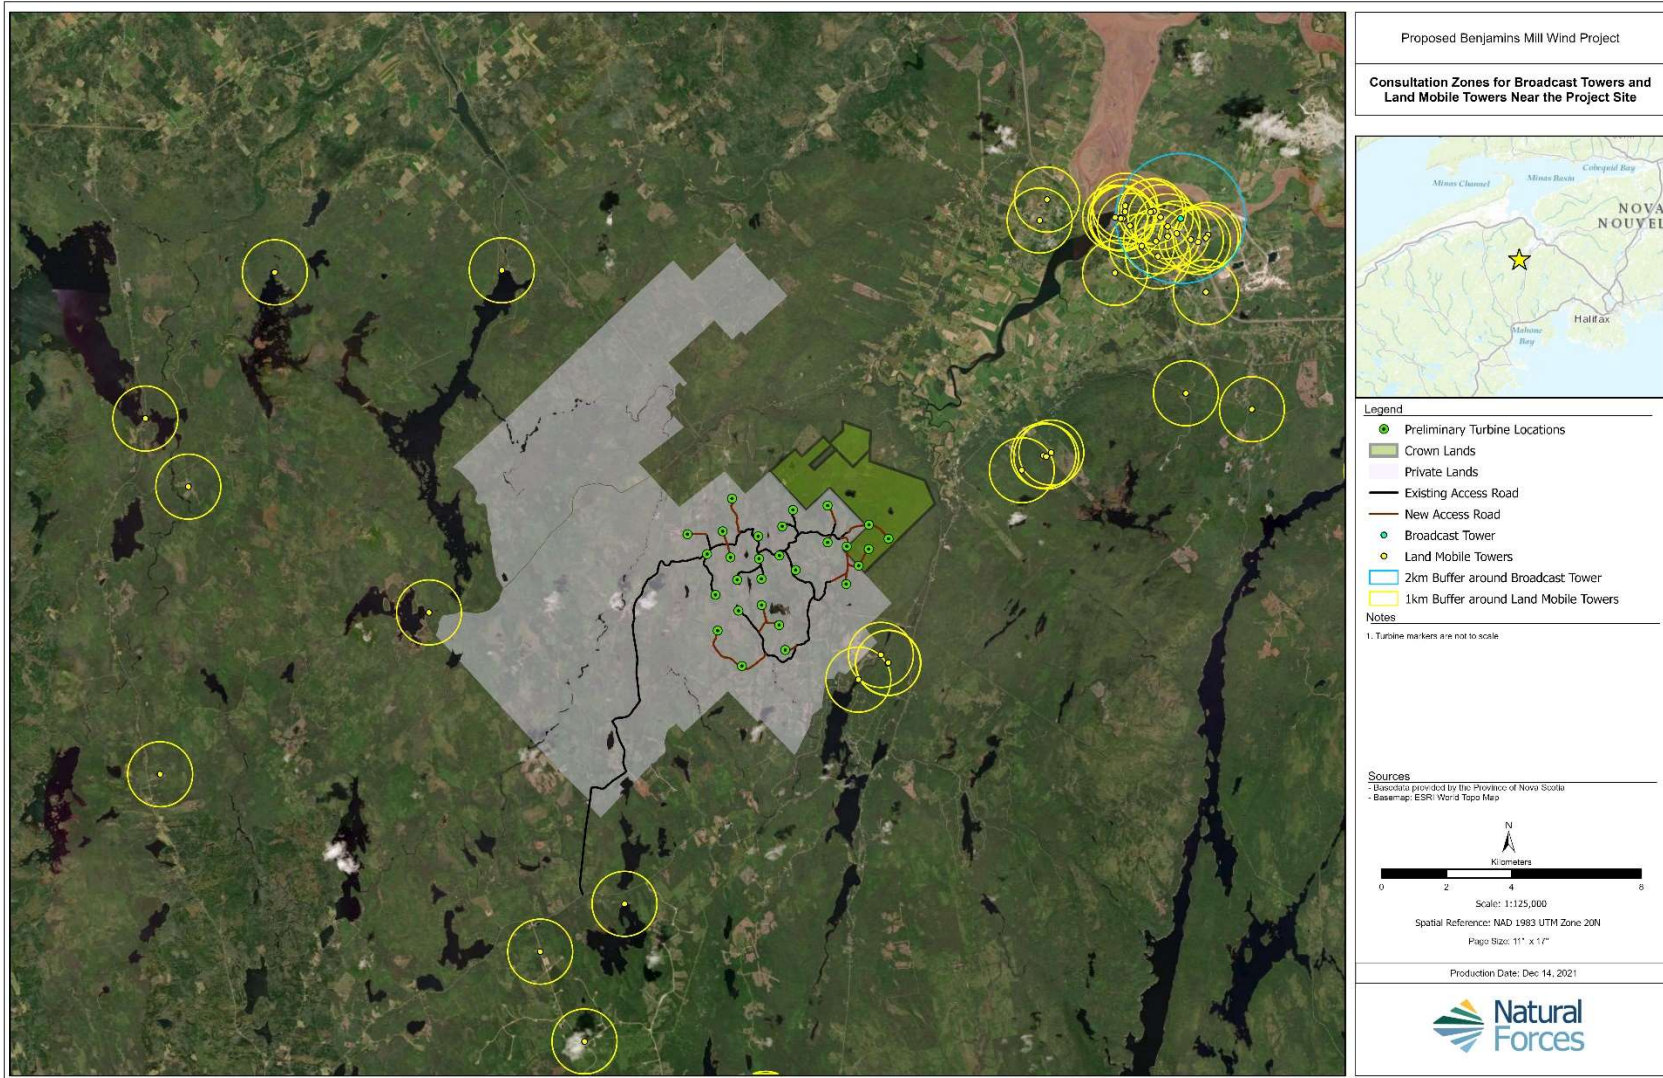 Proposed Benjamins Mill Wind Project
Consultation Zones for Broadcast Towers and
Land Mobile Towers Near the Project Site
Cobequid Bay
Minas Channel
Minas Basin
NOVA
NOUVEL
Halifax
Mahone
Bay
Legend
Preliminary Turbine Locations
Crown Lands
Private Lands
Existing Access Road
New Access Road
Broadcast Tower
Land Mobile Towers
2km Buffer around Broadcast Tower
1km Buffer around Land Mobile Towers
Notes
1. Turbine markers are not to scale
Sources
- Basedata provided by the Province of Nova Scotia
- Basemap: ESRI World Topo Map
N
Kilometers
0 2 4 8
Scale: 1:125,000
Spatial Reference: NAD 1983 UTM Zone 20N
Page Size: 11" x 17"
Production Date: Dec 14, 2021
Natural
Forces